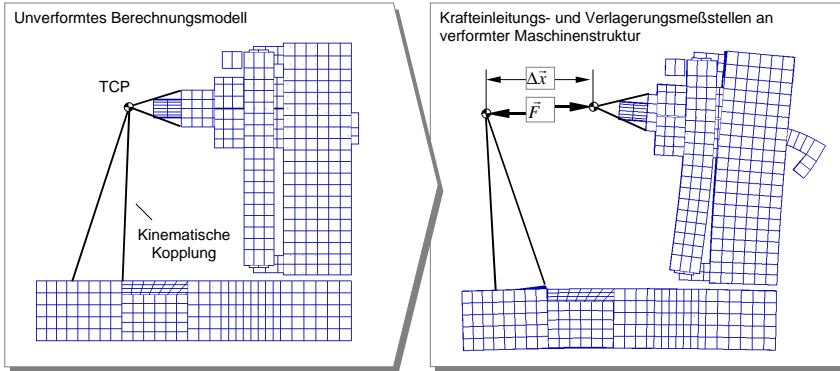 Unverformtes Berechnungsmodell
TCP
Kinematische
Kopplung
Krafteinleitungs- und Verlagerungsmeßstellen an
verformter Maschinenstruktur
Δx⃗
F⃗